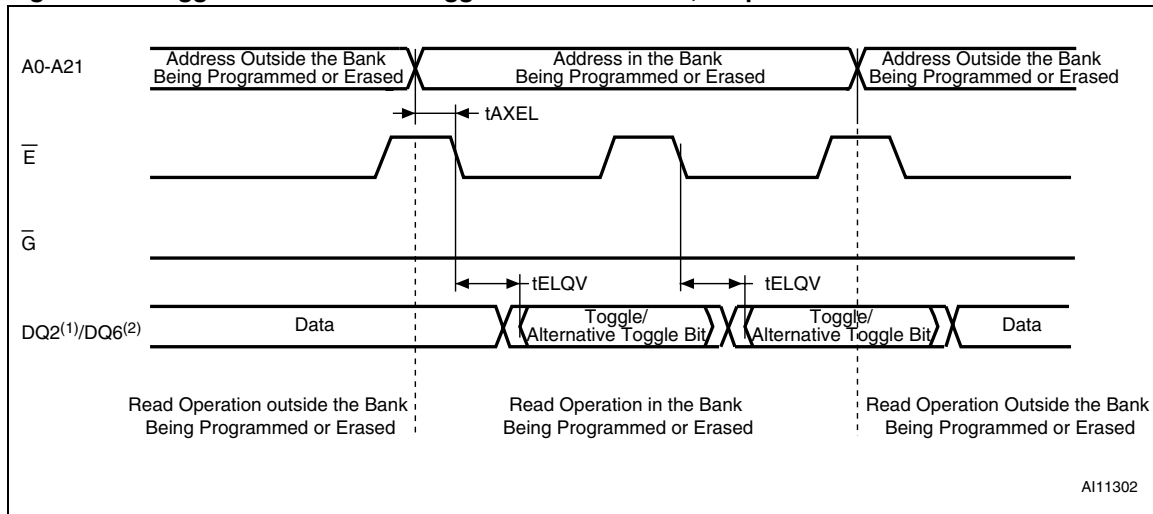 A0-A21
Address Outside the Bank
Being Programmed or Erased
Address in the Bank
Being Programmed or Erased
Address Outside the Bank
Being Programmed or Erased
tAXEL
E
G
tELQV
tELQV
DQ2(1)/DQ6(2)
Data
Toggle/
Alternative Toggle Bit
Toggle/
Alternative Toggle Bit
Data
Read Operation outside the Bank
Being Programmed or Erased
Read Operation in the Bank
Being Programmed or Erased
Read Operation Outside the Bank
Being Programmed or Erased
AI11302